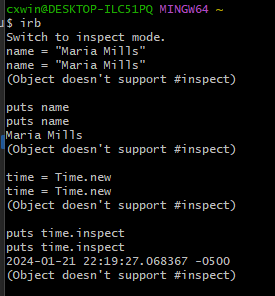 cxwin@DESKTOP-ILC51PQ MINGW64 ~
$ irb
Switch to inspect mode.
name = "Maria Mills"
name = "Maria Mills"
(Object doesn't support #inspect)
puts name
puts name
Maria Mills
(Object doesn't support #inspect)
time = Time.new
time = Time.new
(Object doesn't support #inspect)
puts time.inspect
puts time.inspect
2024-01-21 22:19:27.068367 -0500
(Object doesn't support #inspect)